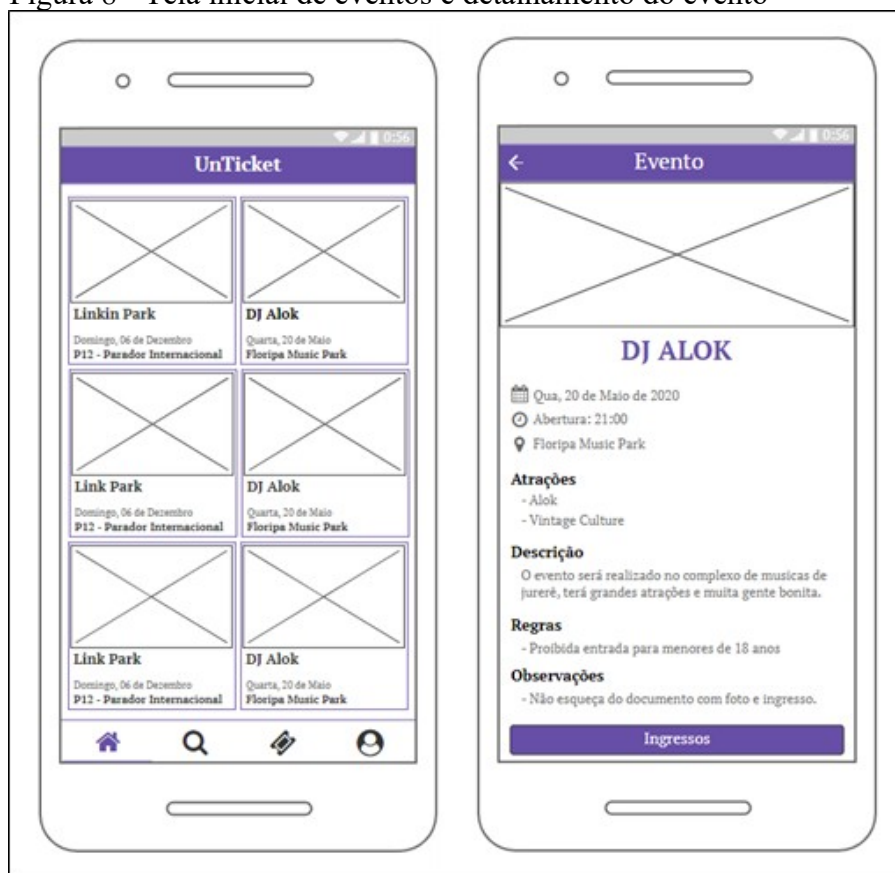 Figura 8 - Tela inicial de eventos e detalhamento do evento
0:56
UnTicket
Linkin Park
Domingo, 06 de Dezembro
P12 - Parador Internacional
DJ Alok
Quarta, 20 de Maio
Floripa Music Park
Link Park
Domingo, 06 de Dezembro
P12 - Parador Internacional
DJ Alok
Quarta, 20 de Maio
Floripa Music Park
Link Park
Domingo, 06 de Dezembro
P12 - Parador Internacional
DJ Alok
Quarta, 20 de Maio
Floripa Music Park
0:56
Evento
DJ ALOK
Qua, 20 de Maio de 2020
Abertura: 21:00
Floripa Music Park
Atrações
- Alok
- Vintage Culture
Descrição
O evento será realizado no complexo de musicas de
jurerê, terá grandes atrações e muita gente bonita.
Regras
- Proibida entrada para menores de 18 anos
Observações
- Não esqueça do documento com foto e ingresso.
Ingressos